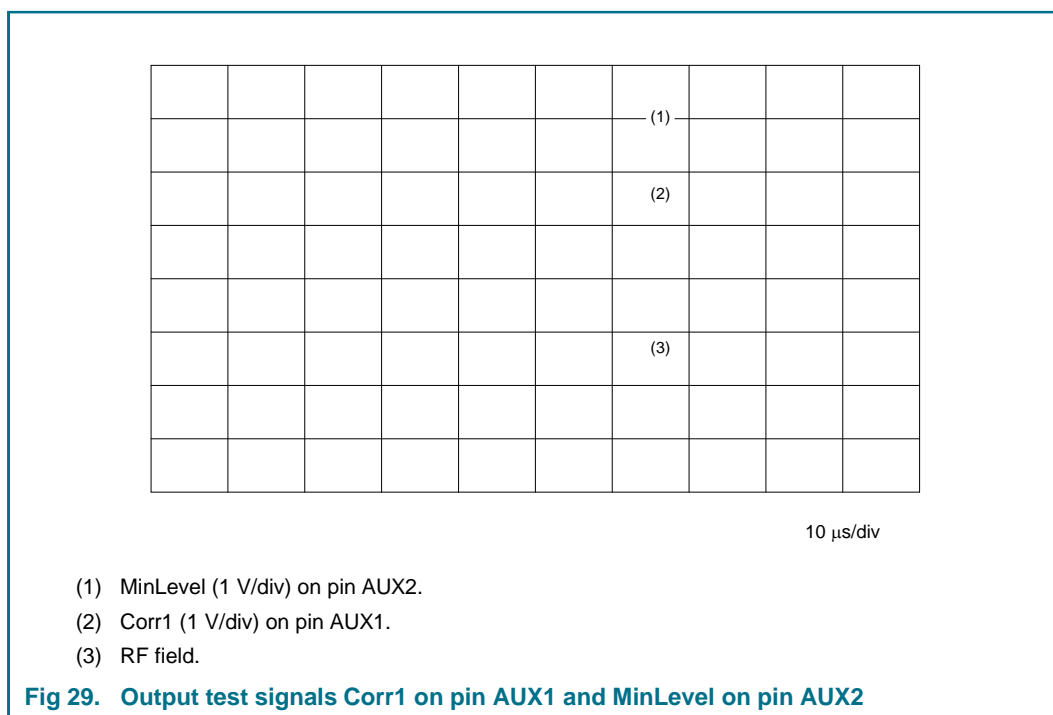 (1)
(2)
(3)
10 μs/div
(1) MinLevel (1 V/div) on pin AUX2.
(2) Corr1 (1 V/div) on pin AUX1.
(3) RF field.
Fig 29. Output test signals Corr1 on pin AUX1 and MinLevel on pin AUX2